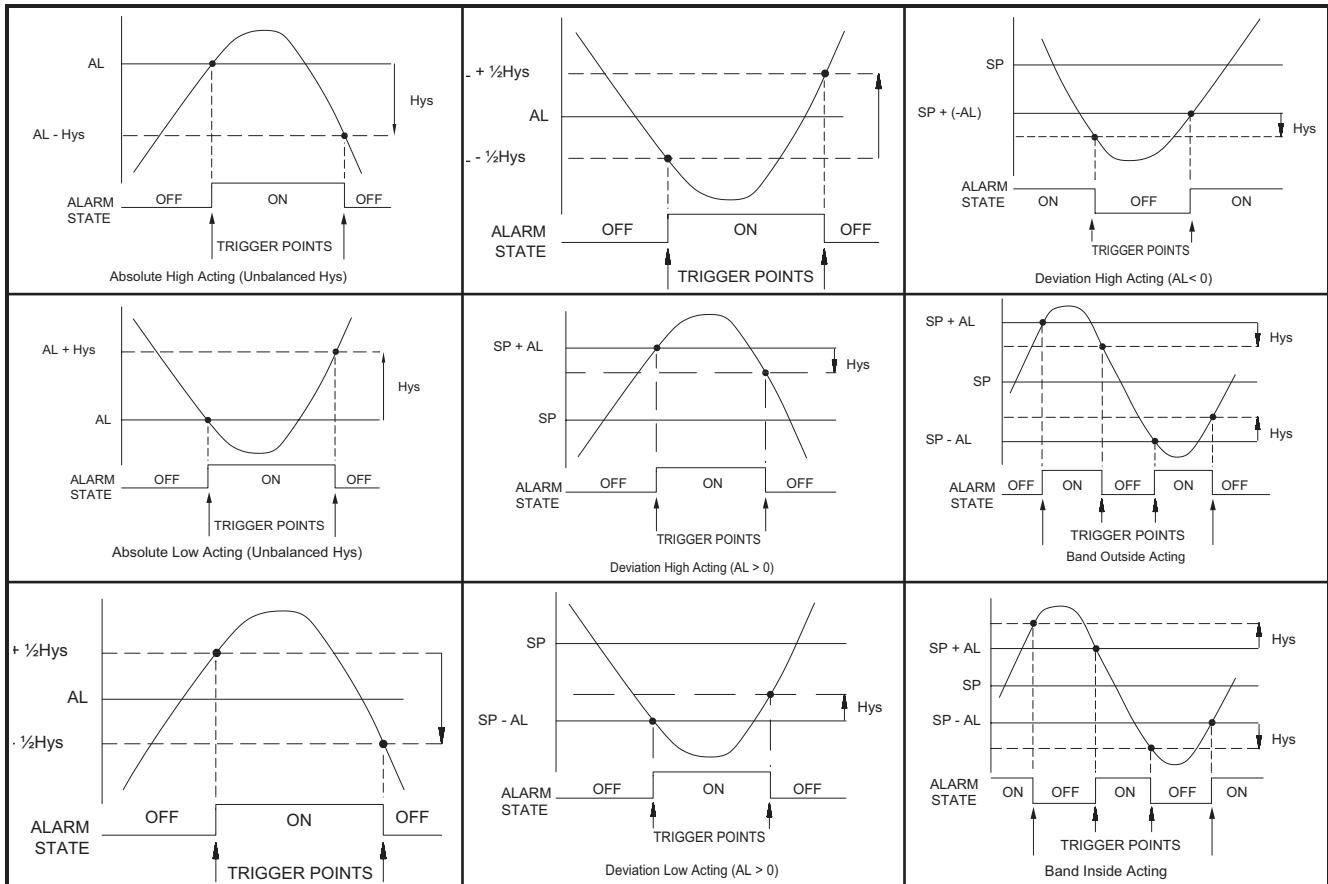 AL
Hys
AL - Hys
OFF ON OFF
ALARM
STATE
TRIGGER POINTS
Absolute High Acting (Unbalanced Hys)
+ ½Hys
AL
- ½Hys
OFF ON OFF
ALARM
STATE
TRIGGER POINTS
SP
SP + (-AL)
Hys
ALARM
STATE
ON OFF ON
TRIGGER POINTS
Deviation High Acting (AL< 0)
AL + Hys
Hys
AL
ALARM
STATE
OFF ON OFF
TRIGGER POINTS
Absolute Low Acting (Unbalanced Hys)
SP + AL
Hys
SP
ALARM
STATE
OFF ON OFF
TRIGGER POINTS
Deviation High Acting (AL > 0)
SP + AL
Hys
SP
SP - AL
Hys
ALARM
STATE
OFF ON OFF ON OFF
TRIGGER POINTS
Band Outside Acting
+ ½Hys
AL
- ½Hys
OFF ON OFF
ALARM
STATE
TRIGGER POINTS
SP
SP - AL
Hys
ALARM
STATE
OFF ON OFF
TRIGGER POINTS
Deviation Low Acting (AL > 0)
Hys
SP + AL
SP
SP - AL
Hys
ALARM
STATE
ON OFF ON OFF ON
TRIGGER POINTS
Band Inside Acting